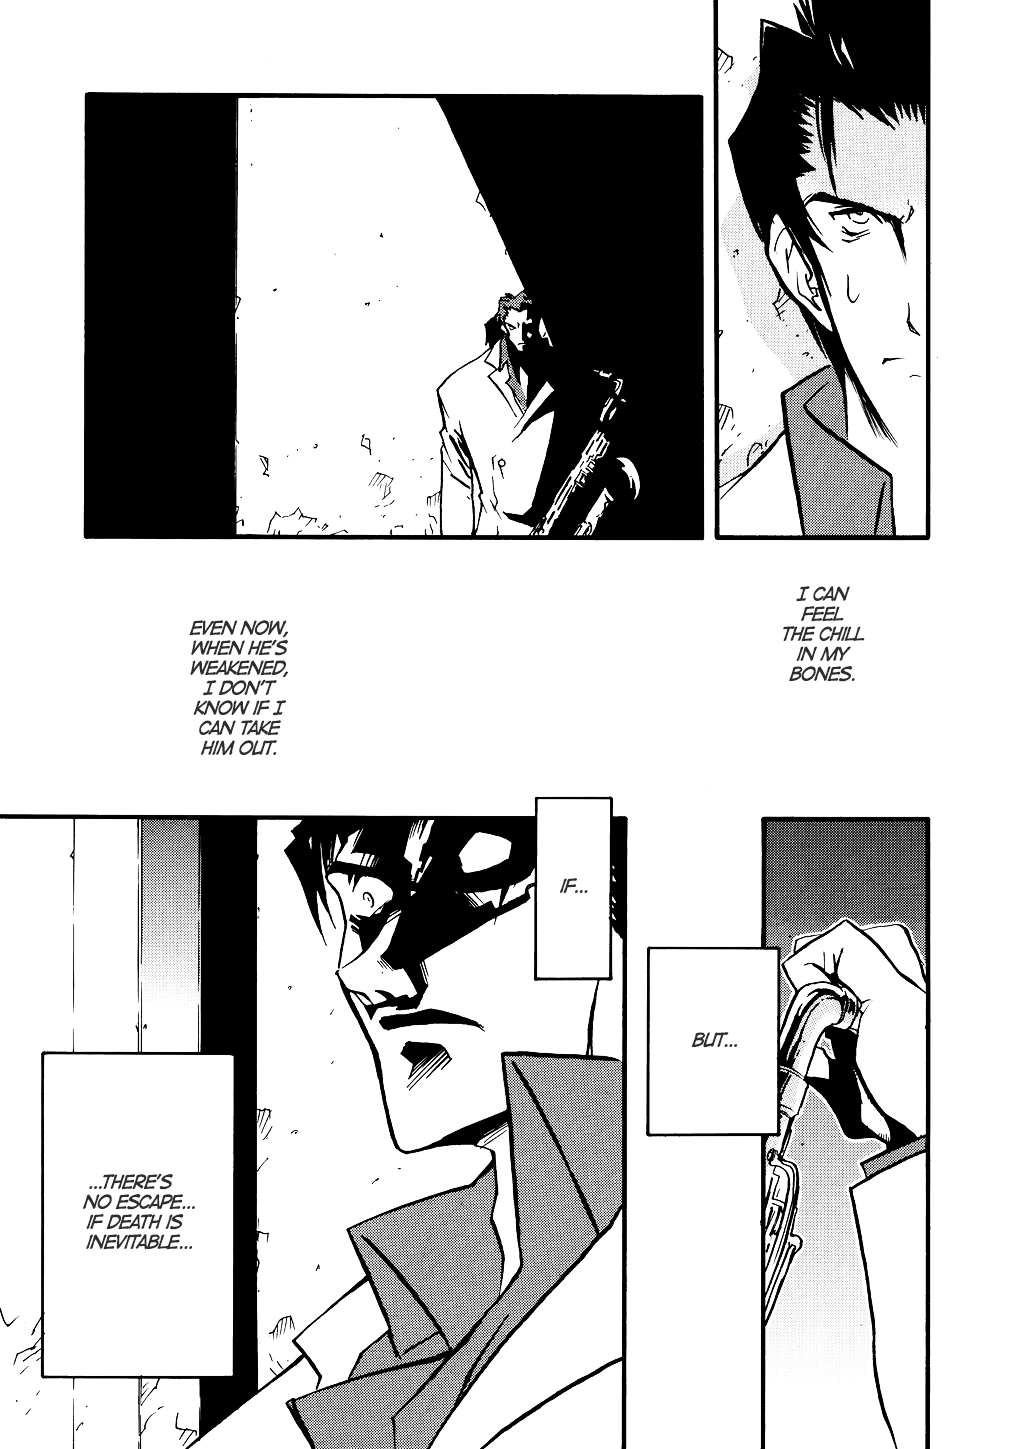 I CAN
FEEL
THE CHILL
IN MY
BONES.
EVEN NOW,
WHEN HE'S
WEAKENED,
I DON'T
KNOW IF I
CAN TAKE
HIM OUT.
BUT...
IF...
...THERE'S
NO ESCAPE...
IF DEATH IS
INEVITABLE...